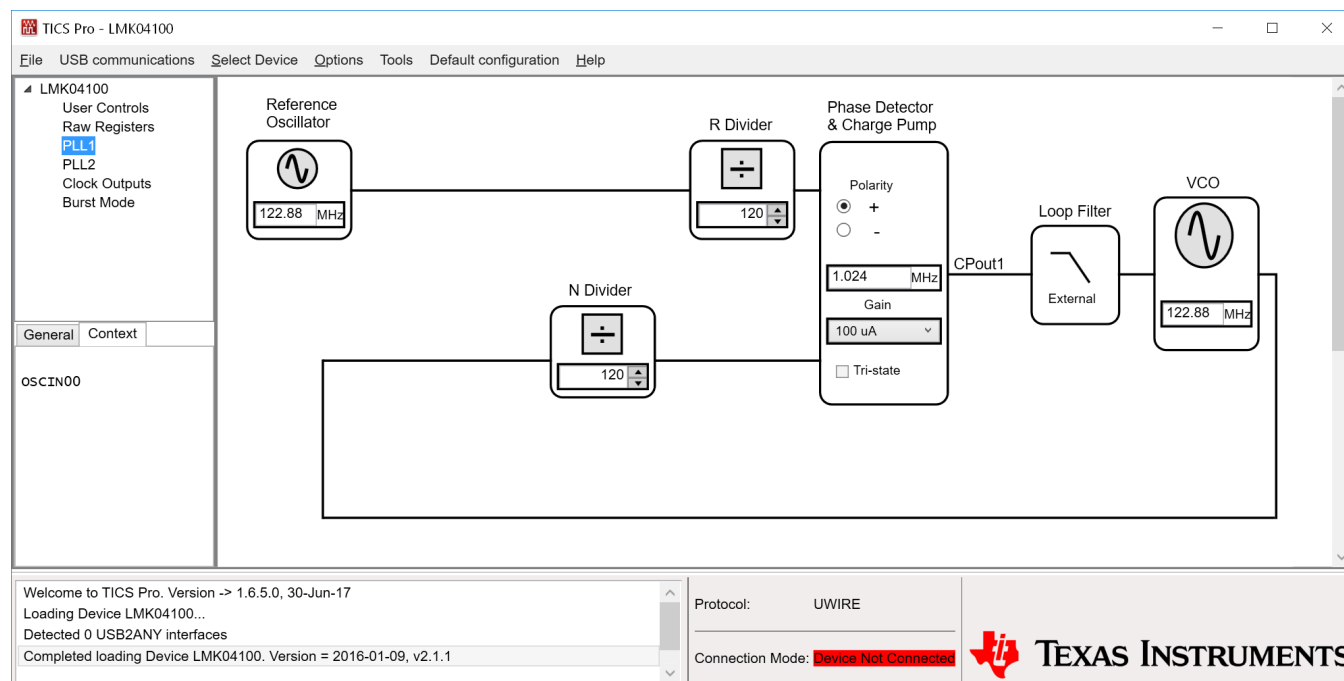 TICS Pro - LMK04100
File USB communications Select Device Options Tools Default configuration Help
LMK04100
User Controls
Raw Registers
PLL1
PLL2
Clock Outputs
Burst Mode
General Context
OSCIN00
Reference
Oscillator
122.88 MHz
R Divider
120
Phase Detector
& Charge Pump
Polarity
+
-
1.024 MHz
Gain
100 uA
Tri-state
CPout1
Loop Filter
External
VCO
122.88 MHz
N Divider
120
Welcome to TICS Pro. Version -> 1.6.5.0, 30-Jun-17
Loading Device LMK04100...
Detected 0 USB2ANY interfaces
Completed loading Device LMK04100. Version = 2016-01-09, v2.1.1
Protocol: UWIRE
Connection Mode: Device Not Connected
TEXAS INSTRUMENTS